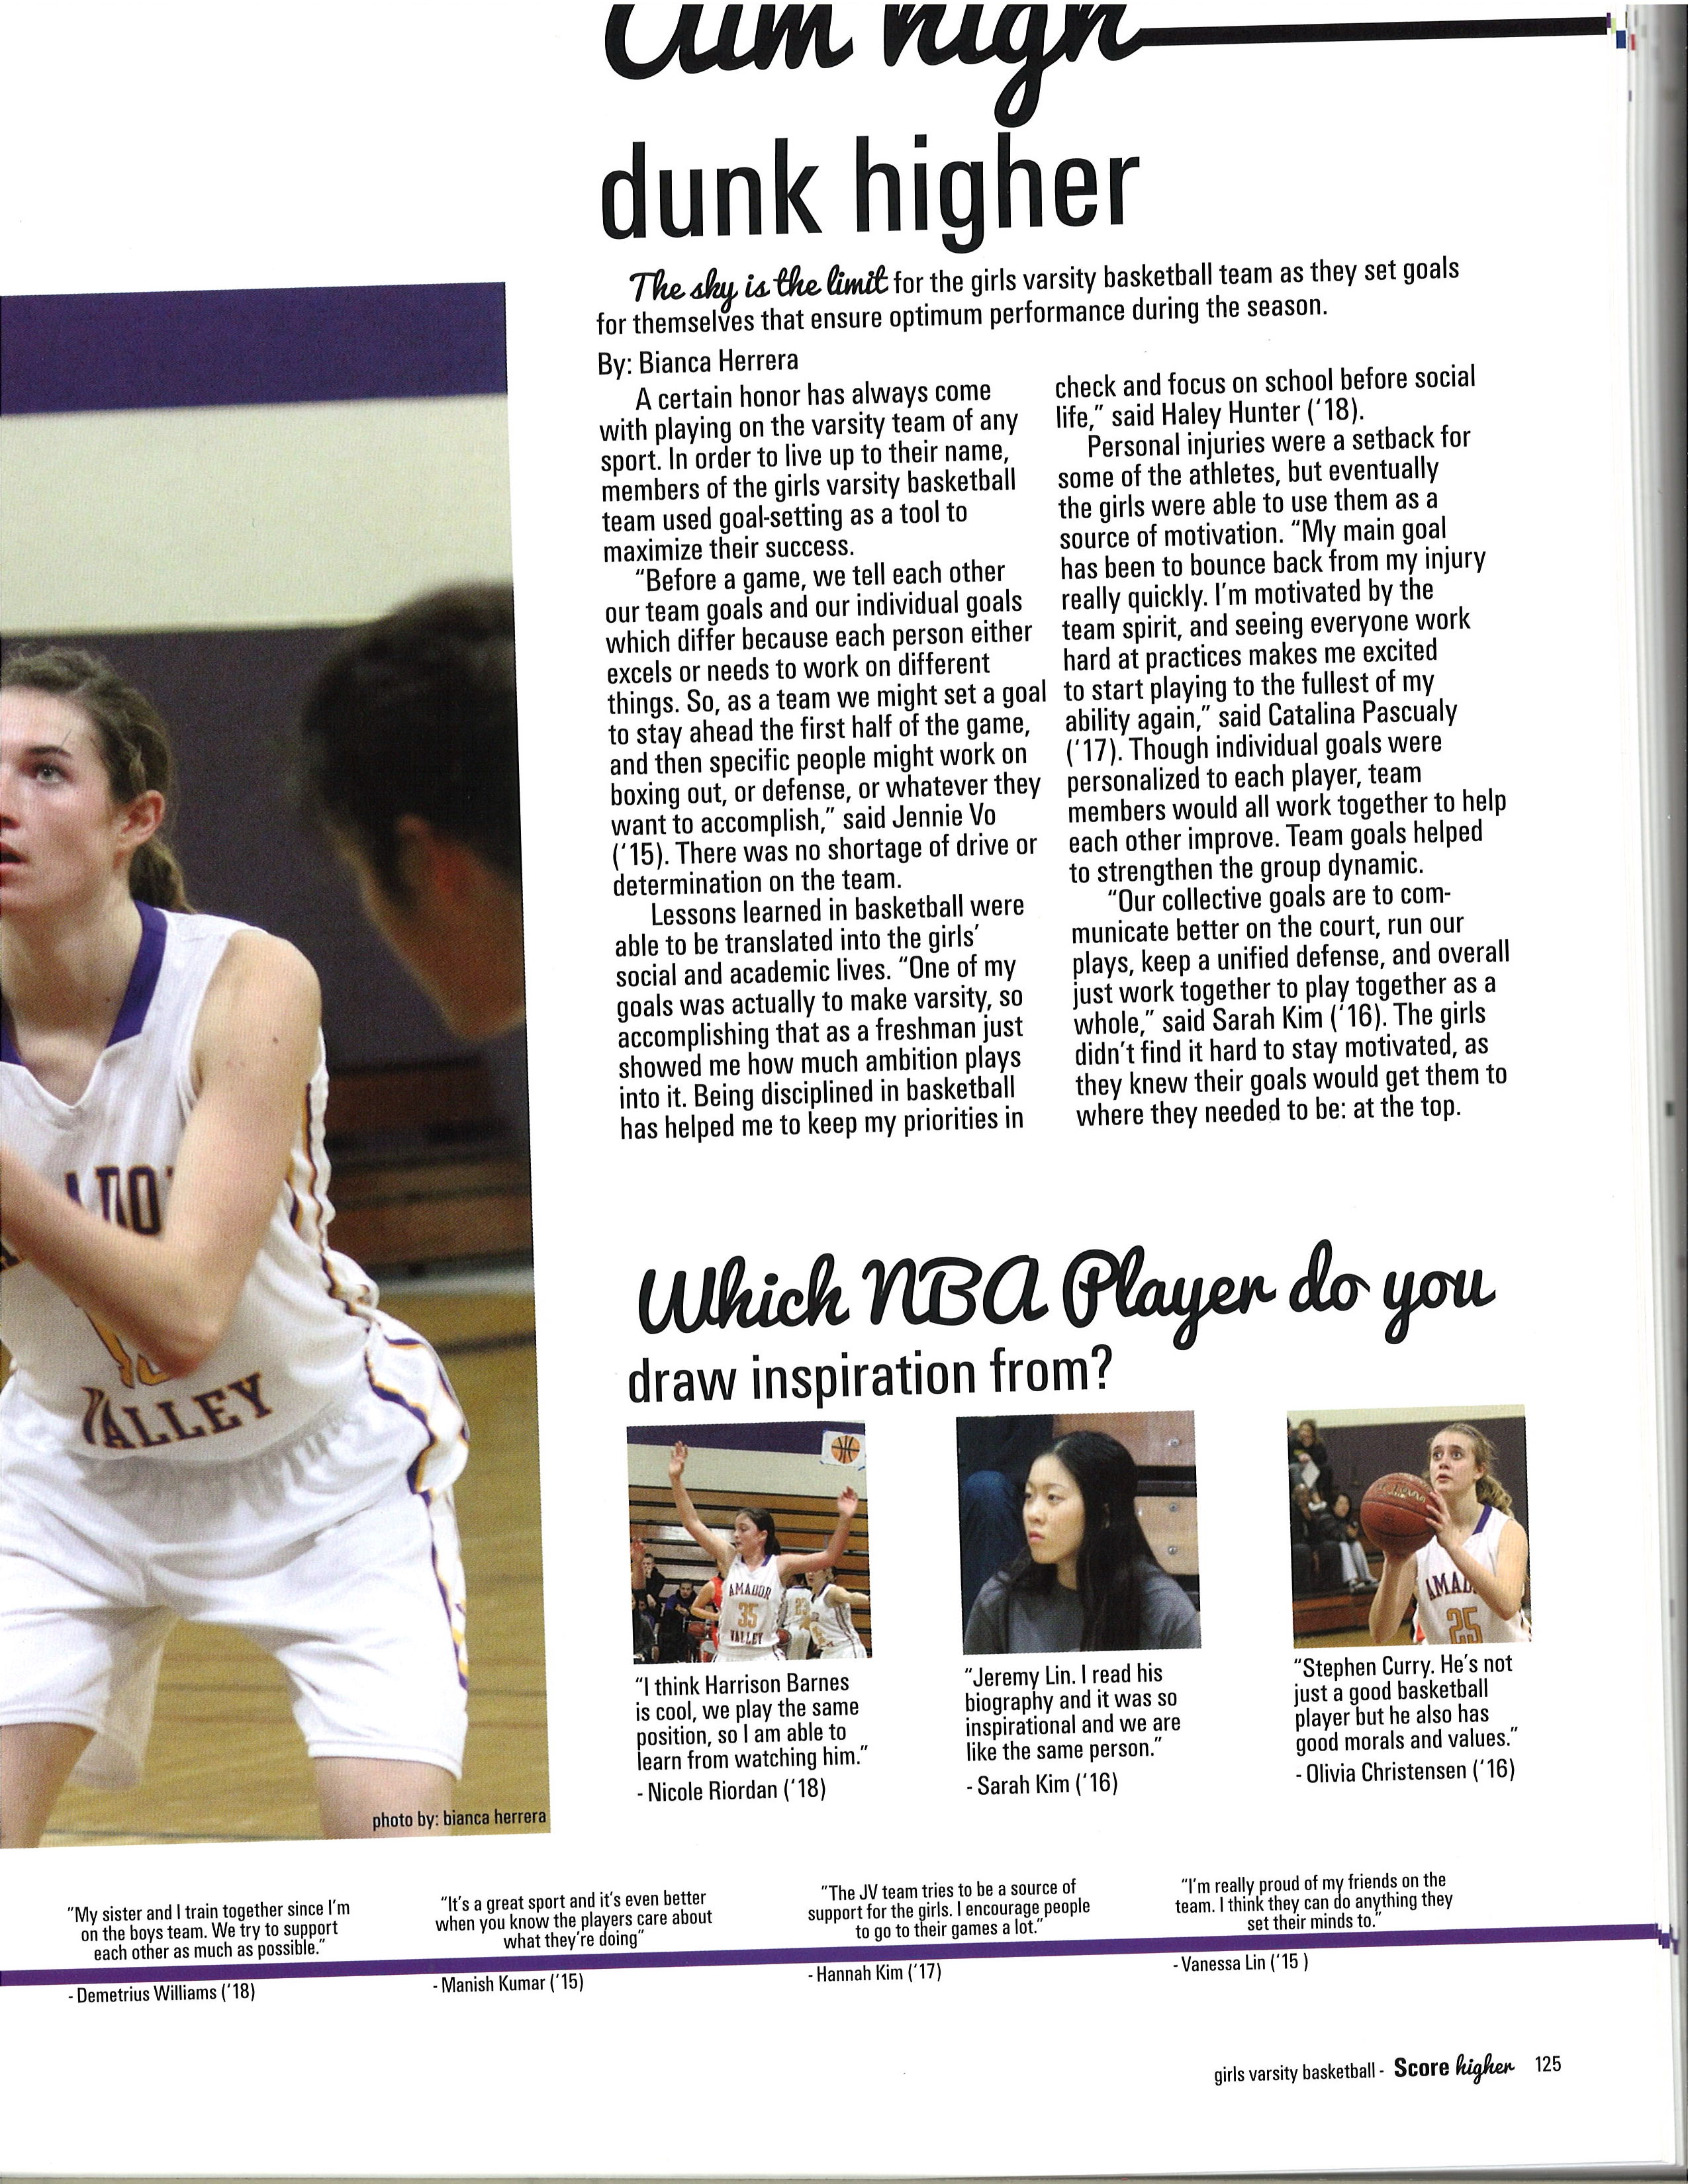 Aim high
dunk higher
The sky is the limit for the girls varsity basketball team as they set goals
for themselves that ensure optimum performance during the season.
By: Bianca Herrera
A certain honor has always come
with playing on the varsity team of any
sport. In order to live up to their name,
members of the girls varsity basketball
team used goal-setting as a tool to
maximize their success.
“Before a game, we tell each other
our team goals and our individual goals
which differ because each person either
excels or needs to work on different
things. So, as a team we might set a goal
to stay ahead the first half of the game,
and then specific people might work on
boxing out, or defense, or whatever they
want to accomplish,” said Jennie Vo
(‘15). There was no shortage of drive or
determination on the team.
Lessons learned in basketball were
able to be translated into the girls’
social and academic lives. “One of my
goals was actually to make varsity, so
accomplishing that as a freshman just
showed me how much ambition plays
into it. Being disciplined in basketball
has helped me to keep my priorities in
check and focus on school before social
life,” said Haley Hunter (‘18).
Personal injuries were a setback for
some of the athletes, but eventually
the girls were able to use them as a
source of motivation. “My main goal
has been to bounce back from my injury
really quickly. I’m motivated by the
team spirit, and seeing everyone work
hard at practices makes me excited
to start playing to the fullest of my
ability again,” said Catalina Pascualy
(‘17). Though individual goals were
personalized to each player, team
members would all work together to help
each other improve. Team goals helped
to strengthen the group dynamic.
“Our collective goals are to com-
municate better on the court, run our
plays, keep a unified defense, and overall
just work together to play together as a
whole,” said Sarah Kim (‘16). The girls
didn’t find it hard to stay motivated, as
they knew their goals would get them to
where they needed to be: at the top.
VALLEY
photo by: bianca herrera
Which NBA Player do you
draw inspiration from?
AMADOR
35
VALLEY
25
“I think Harrison Barnes
is cool, we play the same
position, so I am able to
learn from watching him.”
- Nicole Riordan (‘18)
“Jeremy Lin. I read his
biography and it was so
inspirational and we are
like the same person.”
- Sarah Kim (‘16)
“Stephen Curry. He’s not
just a good basketball
player but he also has
good morals and values.”
- Olivia Christensen (‘16)
“My sister and I train together since I’m
on the boys team. We try to support
each other as much as possible.”
- Demetrius Williams (‘18)
“It’s a great sport and it’s even better
when you know the players care about
what they’re doing”
- Manish Kumar (‘15)
“The JV team tries to be a source of
support for the girls. I encourage people
to go to their games a lot.”
- Hannah Kim (‘17)
“I’m really proud of my friends on the
team. I think they can do anything they
set their minds to.”
- Vanessa Lin (‘15 )
girls varsity basketball - Score higher 125